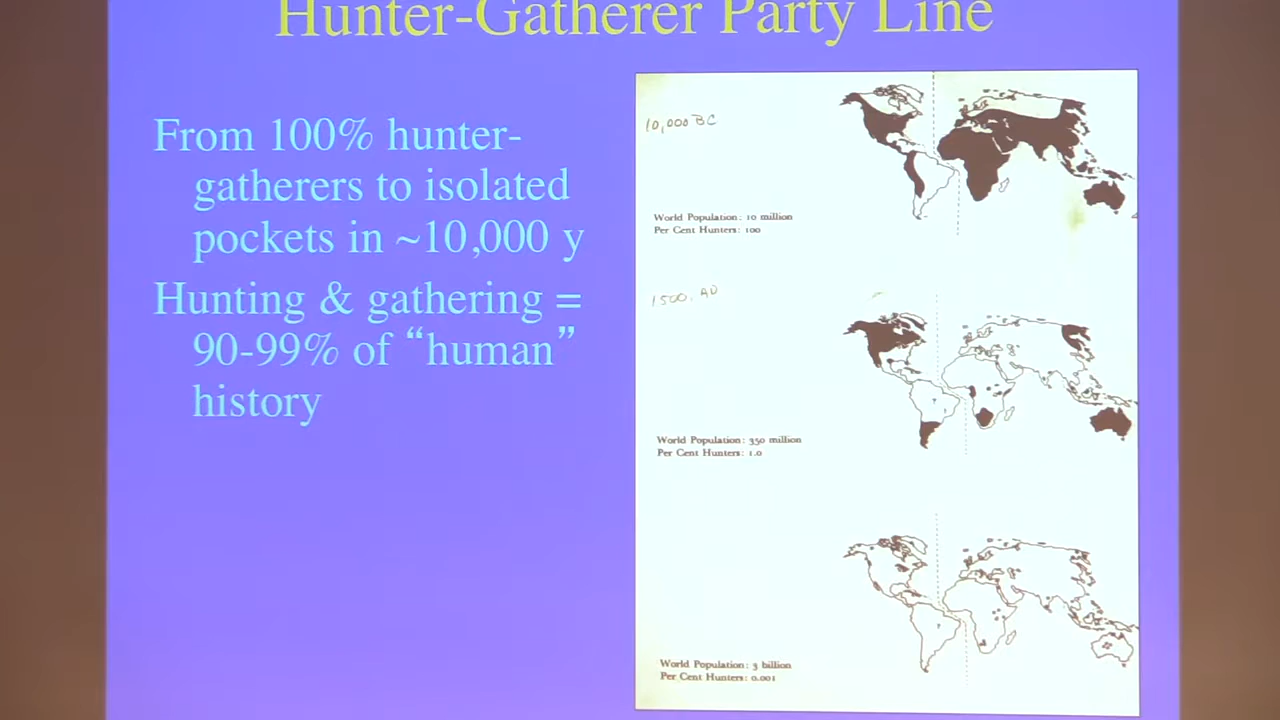 Hunter-Gatherer Party Line
From 100% hunter-
gatherers to isolated
pockets in ~10,000 y
Hunting & gathering =
90-99% of “human”
history
10,000 BC
World Population: 10 million
Per Cent Hunters: 100
1500, AD
World Population: 350 million
Per Cent Hunters: 1.0
World Population: 3 billion
Per Cent Hunters: 0.001